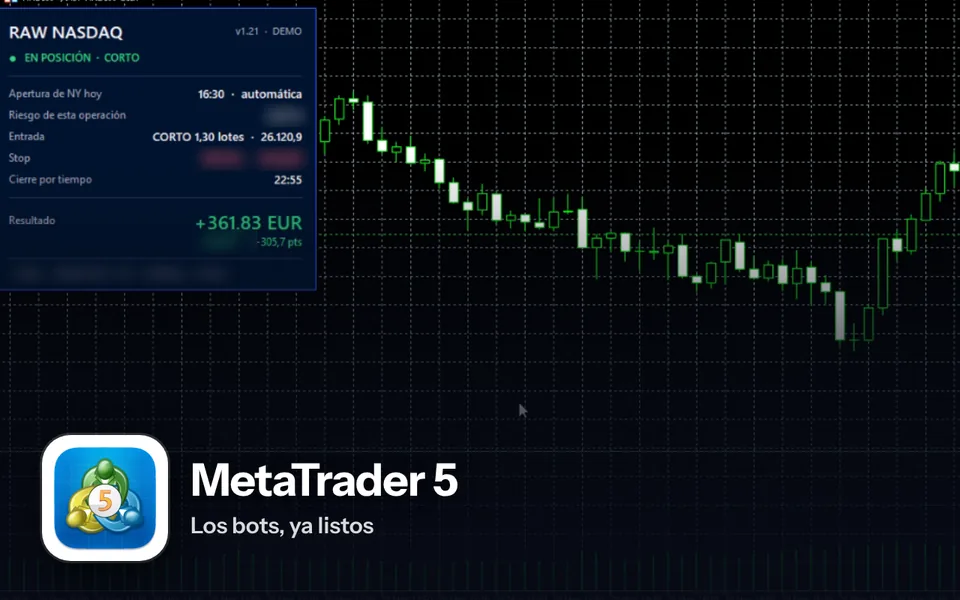 RAW NASDAQ
v1.21 · DEMO
EN POSICIÓN · CORTO
Apertura de NY hoy
16:30 · automática
Riesgo de esta operación
Entrada
CORTO 1,30 lotes · 26.120,9
Stop
Cierre por tiempo
22:55
Resultado
+361.83 EUR
-305,7 pts
5
MetaTrader 5
Los bots, ya listos